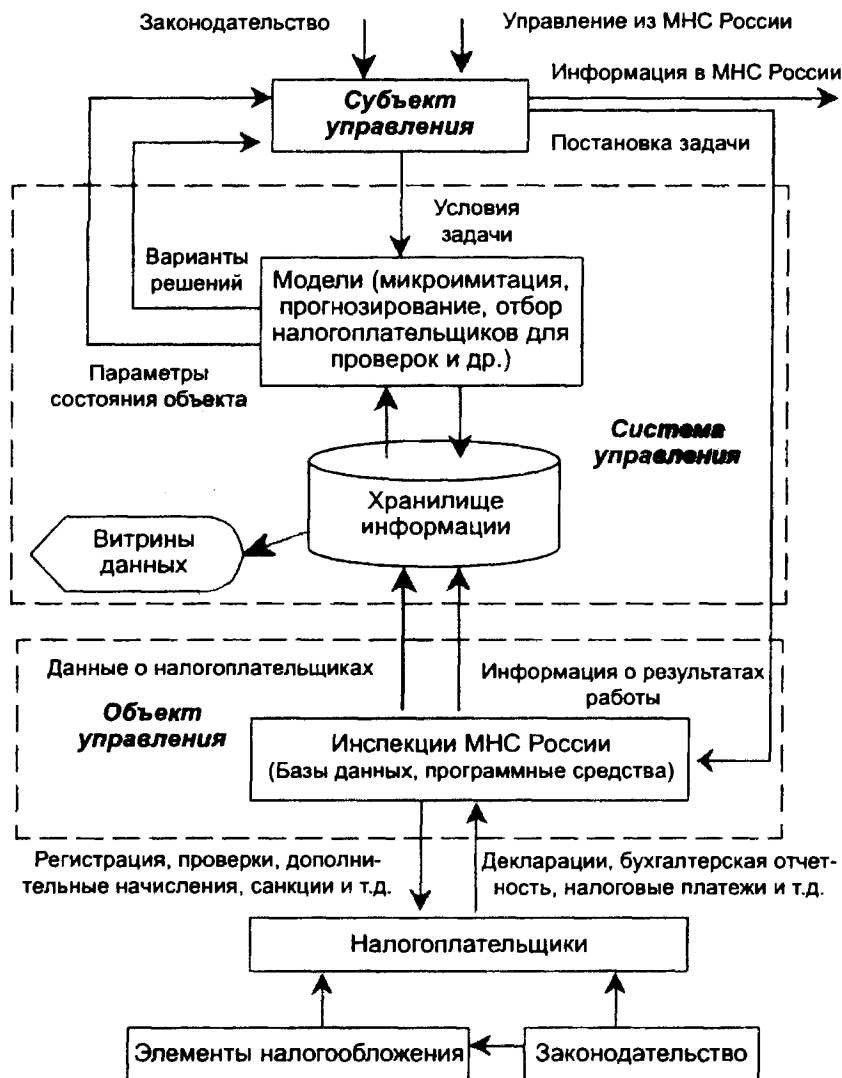 Законодательство
Управление из МНС России
Информация в МНС России
Субъект
управления
Постановка задачи
Условия
задачи
Варианты
решений
Модели (микроимитация,
прогнозирование, отбор
налогоплательщиков для
проверок и др.)
Параметры
состояния объекта
Система
управления
Хранилище
информации
Витрины
данных
Данные о налогоплательщиках
Информация о результатах
работы
Объект
управления
Инспекции МНС России
(Базы данных, программные средства)
Регистрация, проверки, дополни-
тельные начисления, санкции и т.д.
Декларации, бухгалтерская отчет-
ность, налоговые платежи и т.д.
Налогоплательщики
Элементы налогообложения
Законодательство